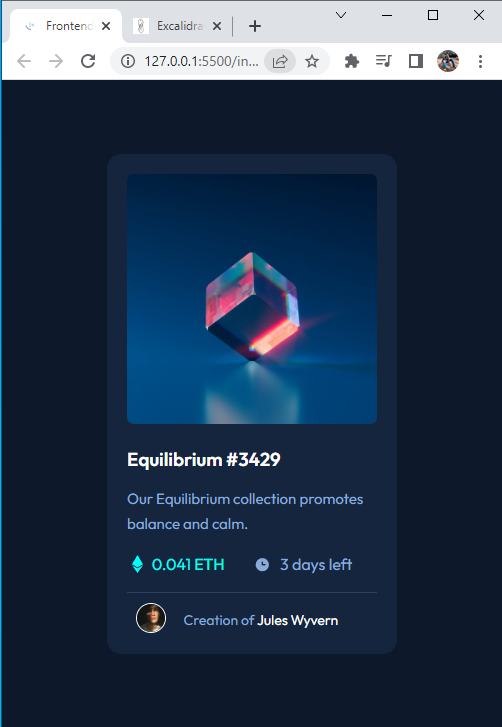 Frontend
Excalidra
127.0.0.1:5500/in...
Equilibrium #3429
Our Equilibrium collection promotes
balance and calm.
0.041 ETH
3 days left
Creation of Jules Wyvern